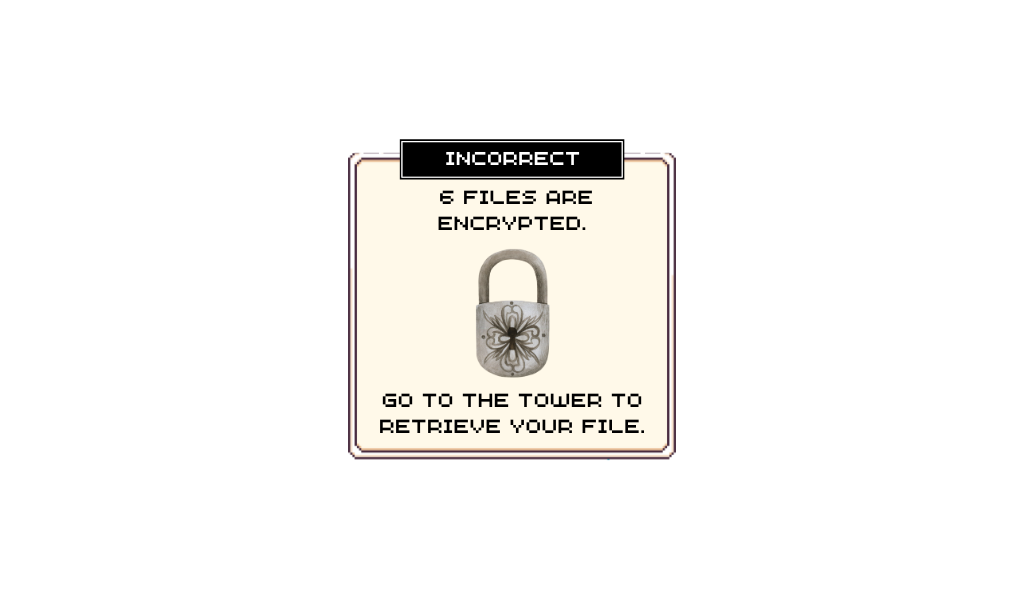 INCORRECT
6 FILES ARE
ENCRYPTED.
GO TO THE TOWER TO
RETRIEVE YOUR FILE.